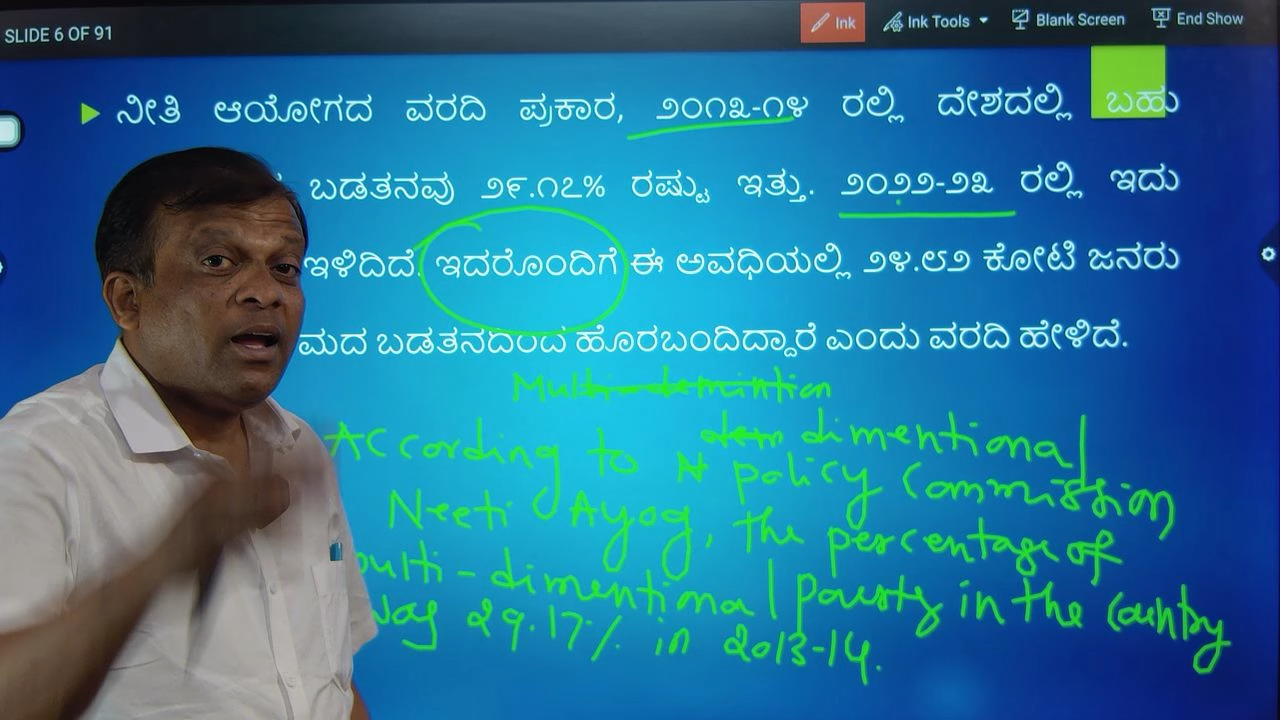 SLIDE 6 OF 91
Ink
Ink Tools
Blank Screen
End Show
ನೀತಿ ಆಯೋಗದ ವರದಿ ಪ್ರಕಾರ, ೨೦೧೩-೧೪ ರಲ್ಲಿ ದೇಶದಲ್ಲಿ ಬಹು
ಬಡತನವು ೨೯.೧೭% ರಷ್ಟು ಇತ್ತು. ೨೦೨೨-೨೩ ರಲ್ಲಿ ಇದು
ಇಳಿದಿದೆ. ಇದರೊಂದಿಗೆ ಈ ಅವಧಿಯಲ್ಲಿ ೨೪.೮೨ ಕೋಟಿ ಜನರು
ಮದ ಬಡತನದಿಂದ ಹೊರಬಂದಿದ್ದಾರೆ ಎಂದು ವರದಿ ಹೇಳಿದೆ.
Multi-demintion
dem dimentional
According to N policy Commission
Neeti Ayog, the percentage of
ulti-dimentional in the country
29.17% in 2013-14.